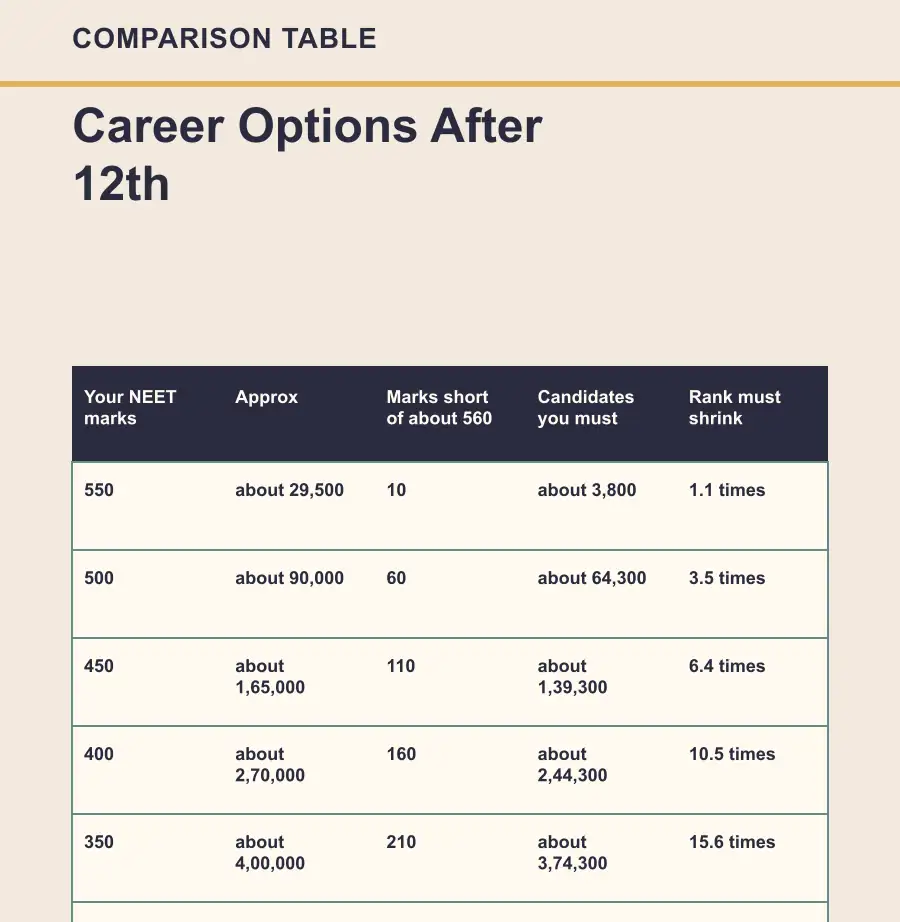 COMPARISON TABLE
Career Options After
12th
Your NEET marks | Approx | Marks short of about 560 | Candidates you must | Rank must shrink
550 | about 29,500 | 10 | about 3,800 | 1.1 times
500 | about 90,000 | 60 | about 64,300 | 3.5 times
450 | about 1,65,000 | 110 | about 1,39,300 | 6.4 times
400 | about 2,70,000 | 160 | about 2,44,300 | 10.5 times
350 | about 4,00,000 | 210 | about 3,74,300 | 15.6 times